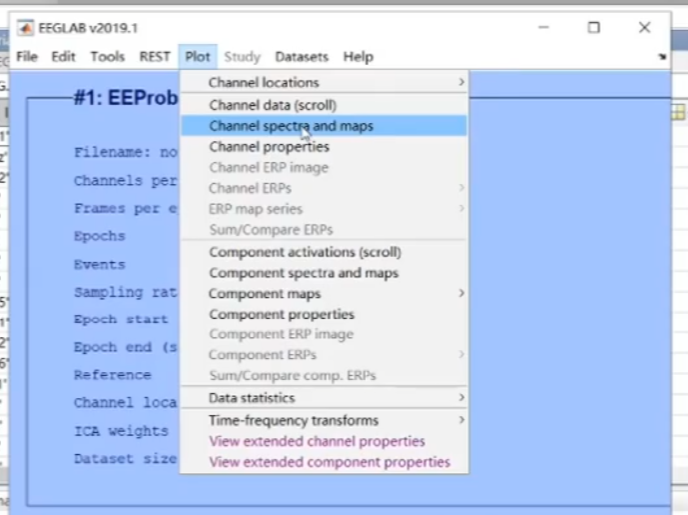 EEGLAB v2019.1
File Edit Tools REST Plot Study Datasets Help
#1: EEProb
Filename: no
Channels per
Frames per e
Epochs
Events
Sampling rat
Epoch start
Epoch end (s
Reference
Channel loca
ICA weights
Dataset size
Channel locations
Channel data (scroll)
Channel spectra and maps
Channel properties
Channel ERP image
Channel ERPs
ERP map series
Sum/Compare ERPs
Component activations (scroll)
Component spectra and maps
Component maps
Component properties
Component ERP image
Component ERPs
Sum/Compare comp. ERPs
Data statistics
Time-frequency transforms
View extended channel properties
View extended component properties